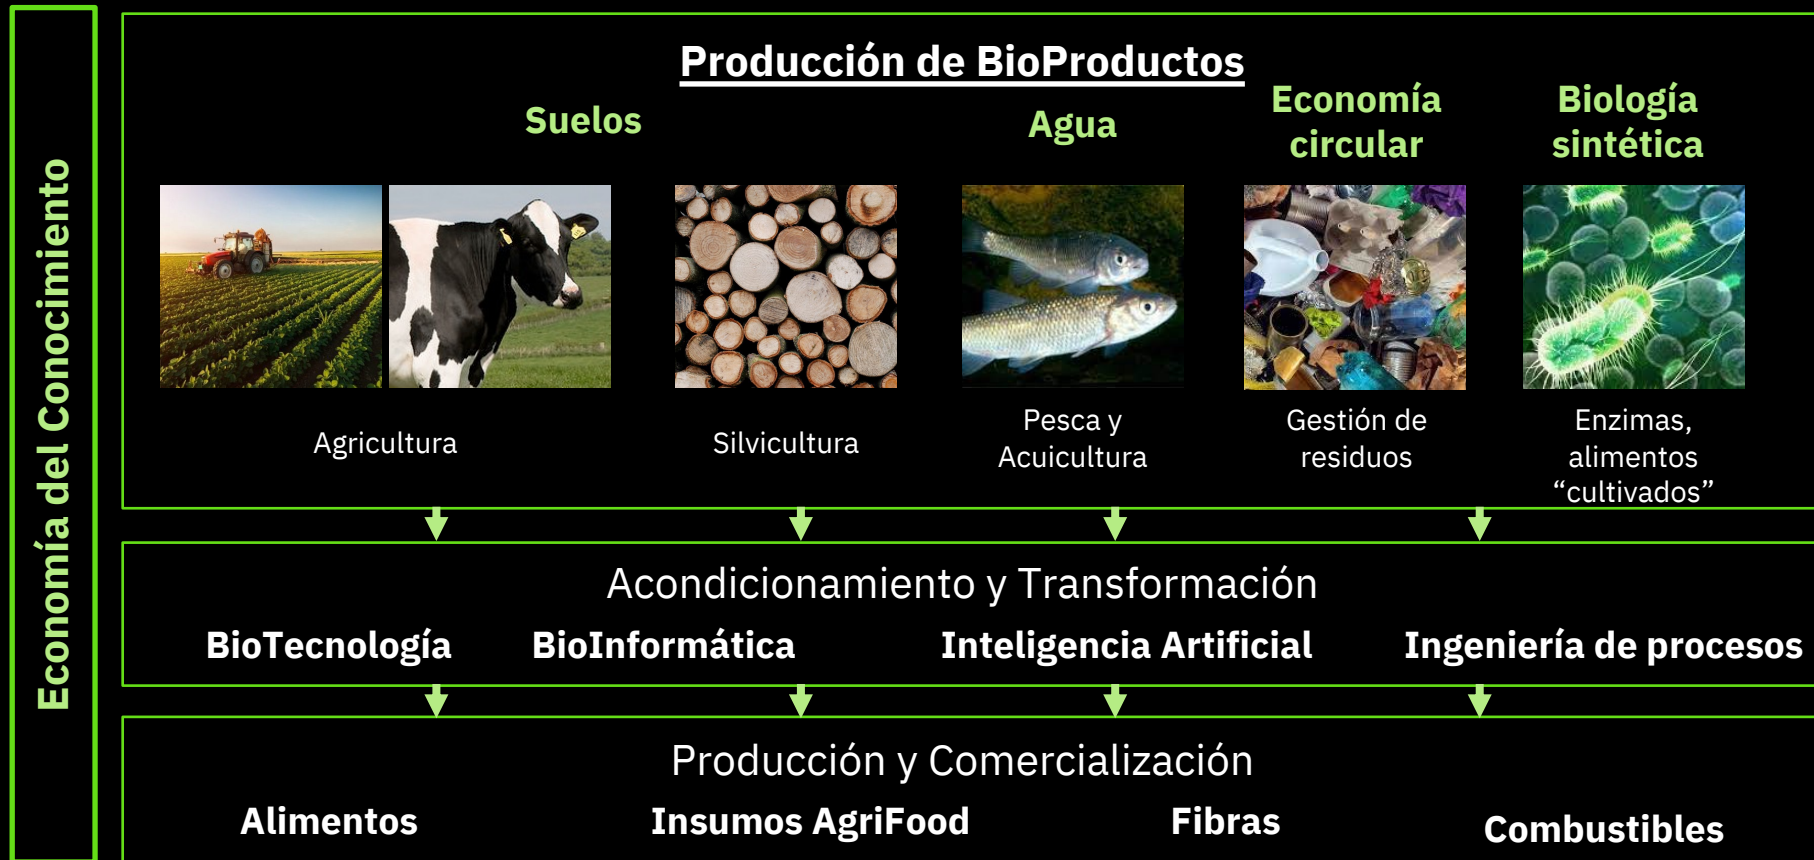 Economía del Conocimiento
Producción de BioProductos
Suelos
Agua
Economía
circular
Biología
sintética
Agricultura
Silvicultura
Pesca y
Acuicultura
Gestión de
residuos
Enzimas,
alimentos
“cultivados”
Acondicionamiento y Transformación
BioTecnología
BioInformática
Inteligencia Artificial
Ingeniería de procesos
Producción y Comercialización
Alimentos
Insumos AgriFood
Fibras
Combustibles